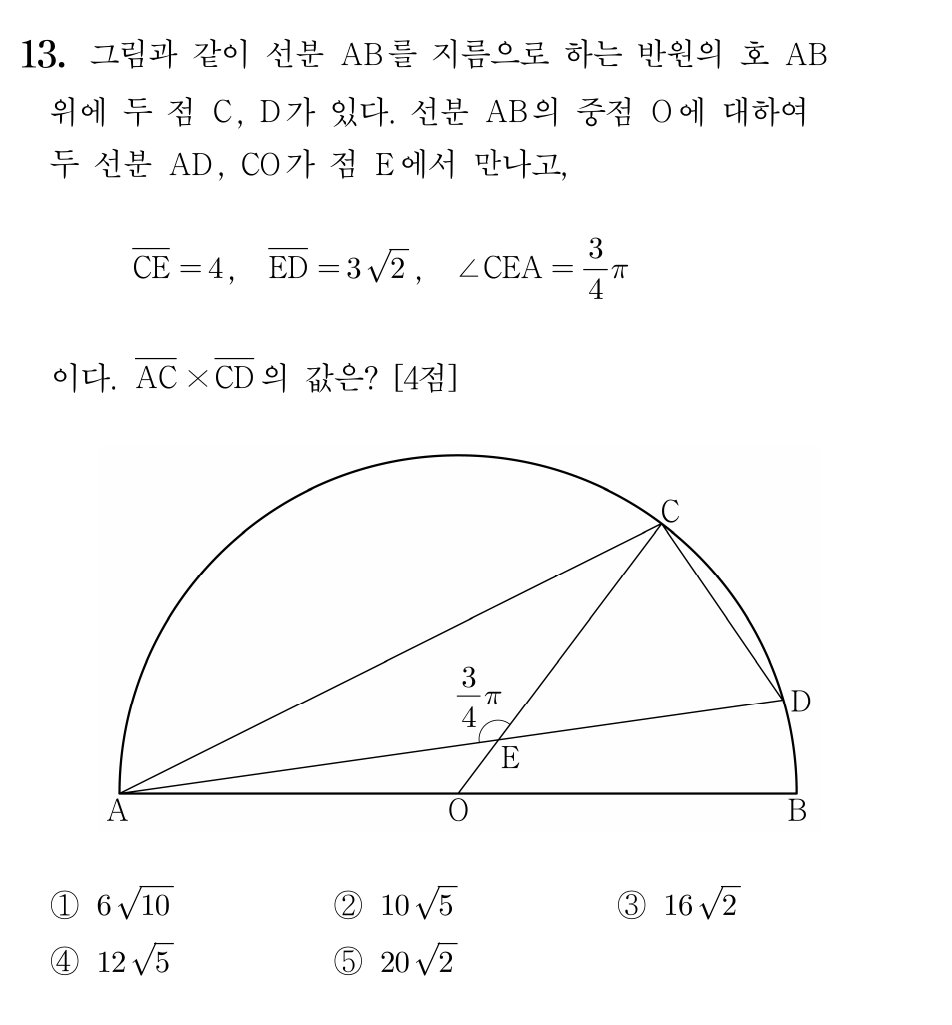 13. 그림과 같이 선분 AB를 지름으로 하는 반원의 호 AB
위에 두 점 C, D가 있다. 선분 AB의 중점 O에 대하여
두 선분 AD, CO가 점 E에서 만나고,
$\overline{CE}=4$, $\overline{ED}=3\sqrt{2}$, $\angle CEA=\frac{3}{4}\pi$
이다. $\overline{AC}\times\overline{CD}$의 값은? [4점]
C
$\frac{3}{4}\pi$
D
E
A O B
① $6\sqrt{10}$ ② $10\sqrt{5}$ ③ $16\sqrt{2}$
④ $12\sqrt{5}$ ⑤ $20\sqrt{2}$